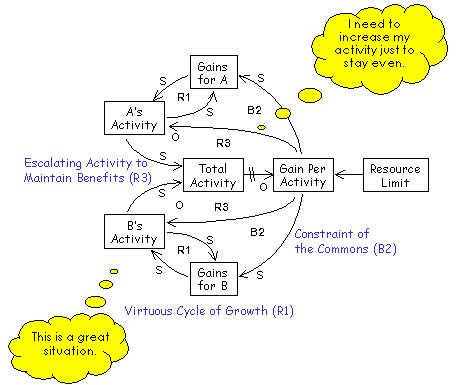 I need to
increase my
activity just to
stay even.
Gains
for A
S
S
R1
S
B2
A's
Activity
S
O
R3
Escalating Activity to
Maintain Benefits (R3)
S
Total
Activity
O
Gain Per
Activity
Resource
Limit
S
O
R3
B's
Activity
B2
Constraint of
the Commons (B2)
R1
S
S
Gains
for B
S
Virtuous Cycle of Growth (R1)
This is a great
situation.